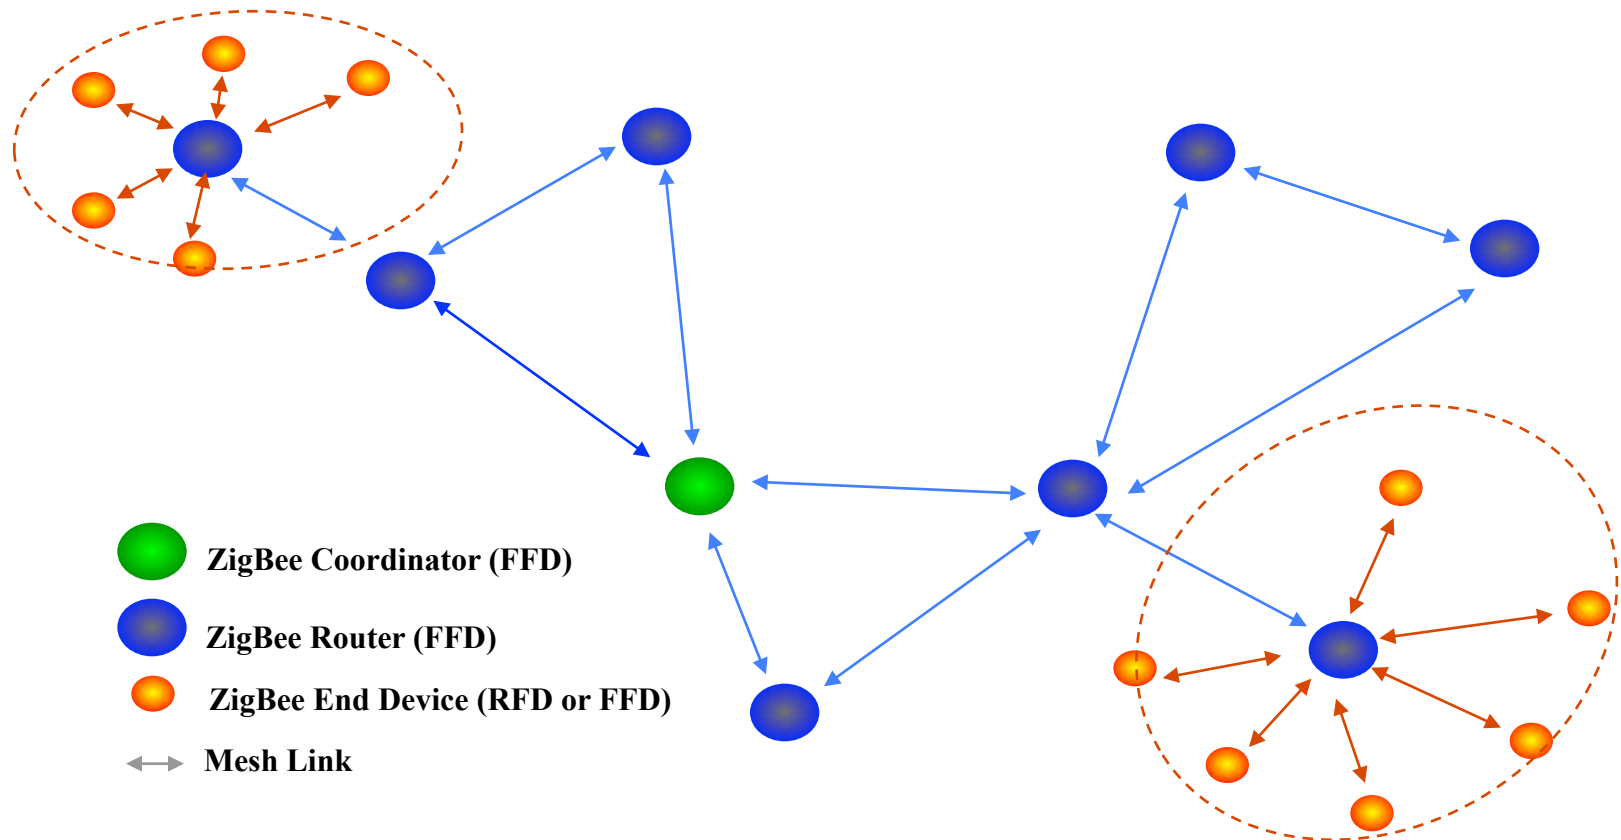 ZigBee Coordinator (FFD)
ZigBee Router (FFD)
ZigBee End Device (RFD or FFD)
Mesh Link